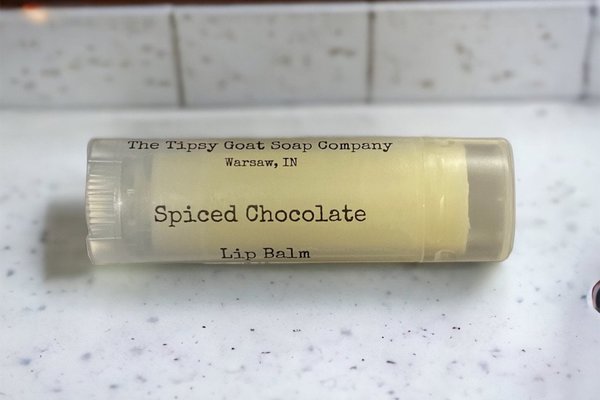 The Tipsy Goat Soap Company
Warsaw, IN
Spiced Chocolate
Lip Balm